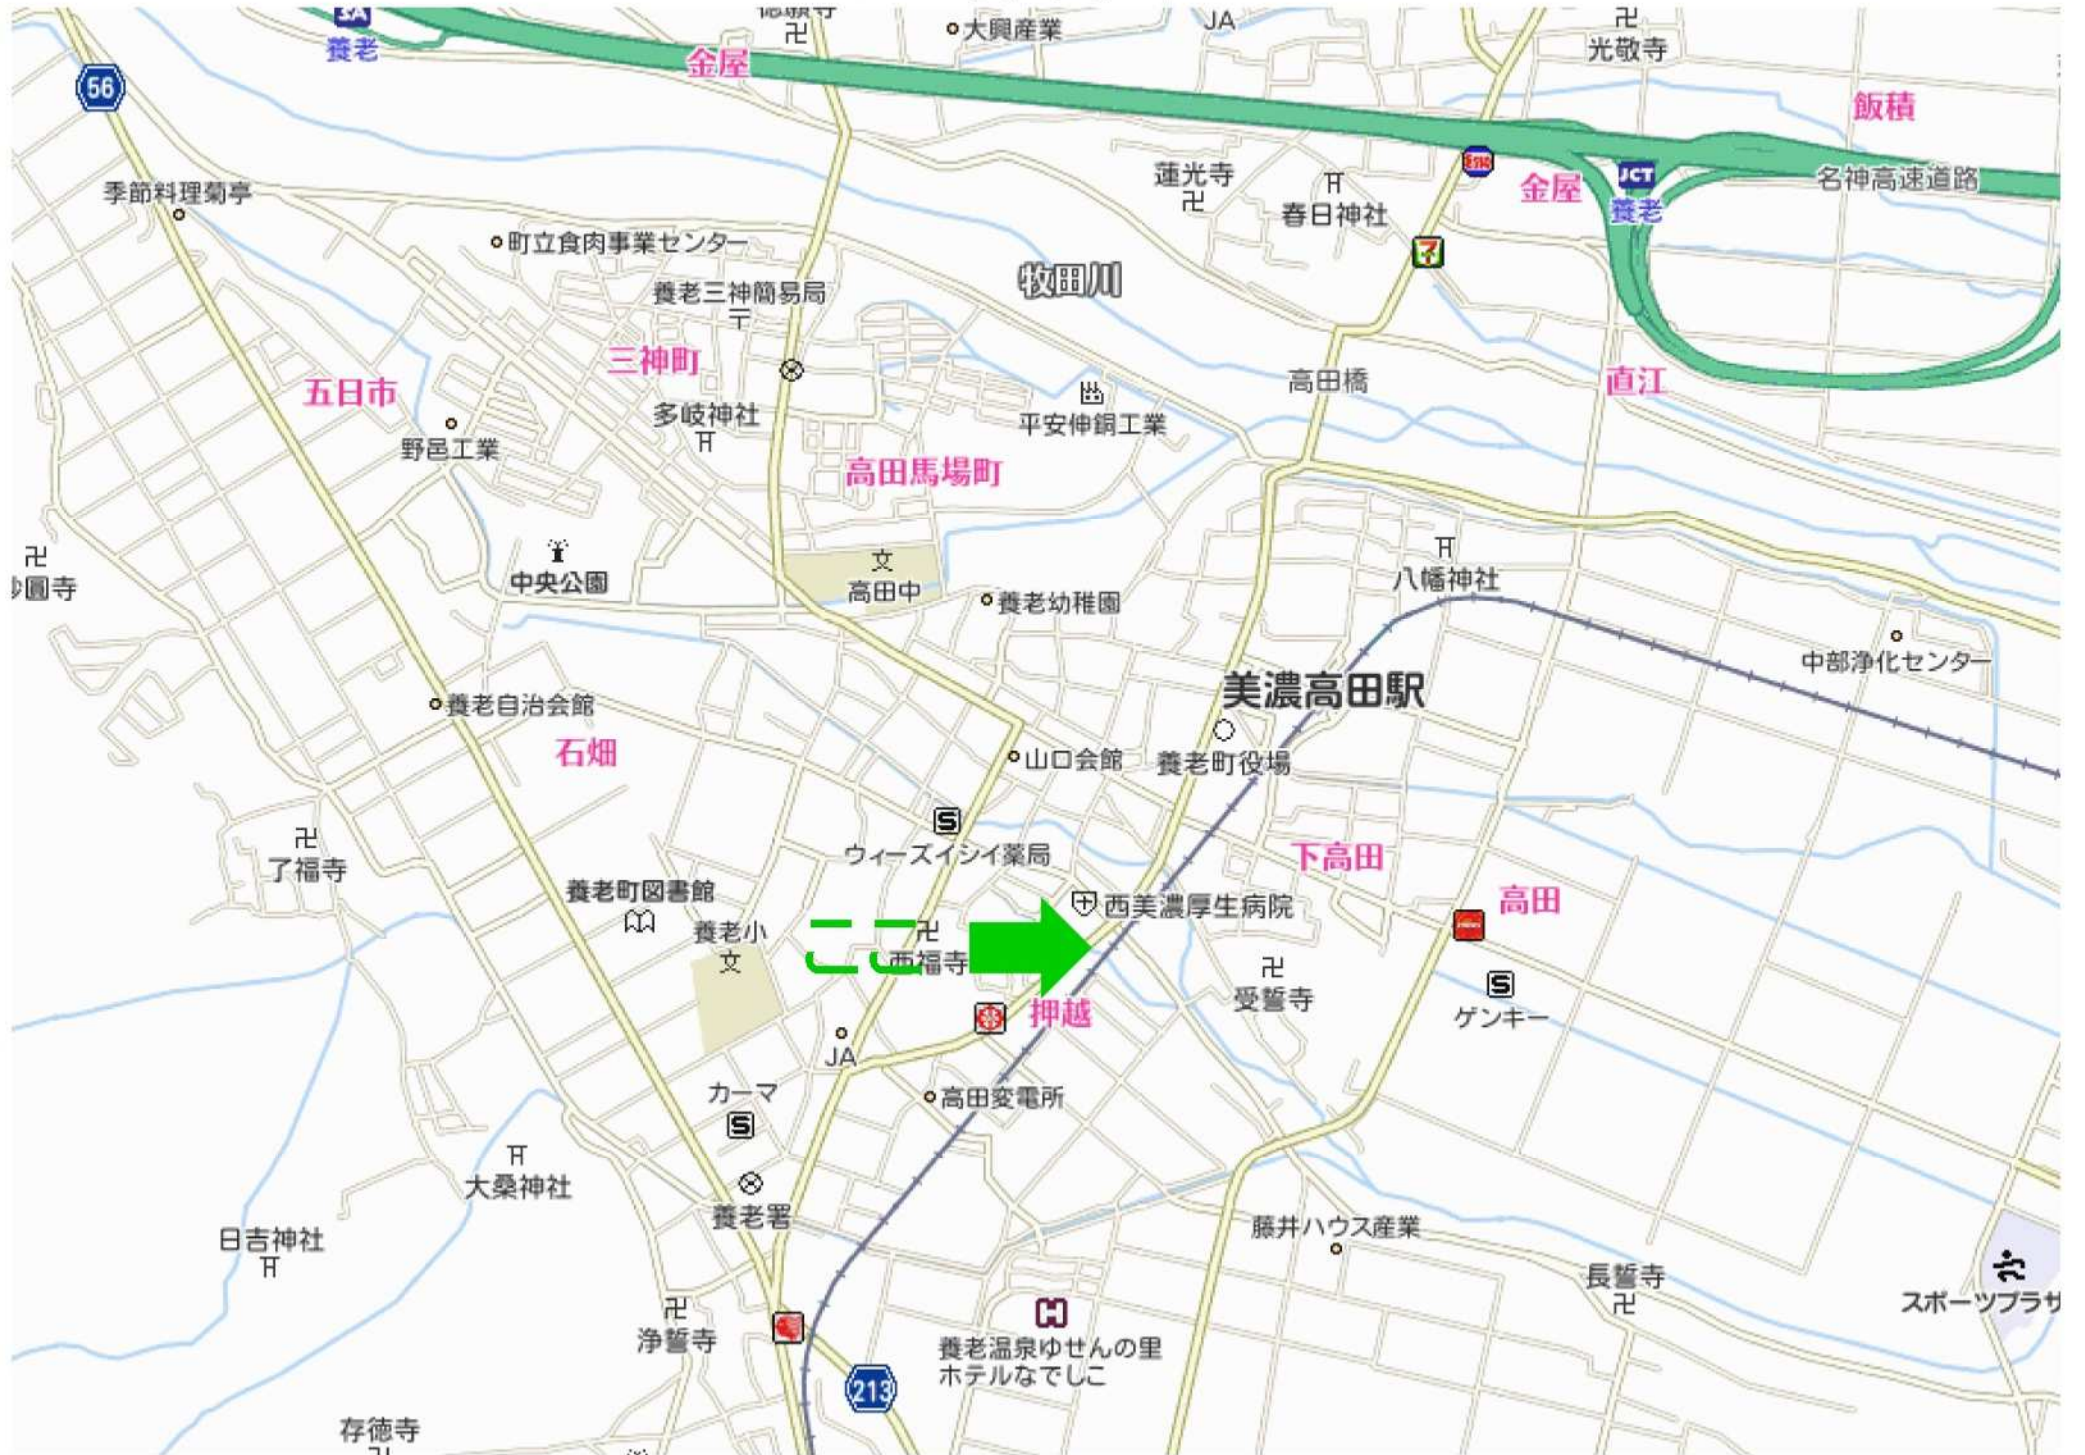 SA
養老
金屋
徳願寺
大興産業
JA
光敬寺
56
飯積
季節料理菊亭
蓮光寺
春日神社
金屋
JCT
養老
名神高速道路
町立食肉事業センター
養老三神簡易局
牧田川
7
三神町
五日市
高田橋
直江
多岐神社
平安伸銅工業
野邑工業
高田馬場町
文
中央公園
高田中
養老幼稚園
八幡神社
圓寺
中部浄化センター
美濃高田駅
養老自治会館
石畑
山口会館
養老町役場
S
ウィーズイシイ薬局
下高田
了福寺
養老町図書館
西美濃厚生病院
高田
養老小
文
ここ
西福寺
受誓寺
S
ゲンキー
押越
JA
カーマ
S
高田変電所
大桑神社
養老署
日吉神社
藤井ハウス産業
長誓寺
スポーツプラザ
浄誓寺
H
養老温泉ゆせんの里
ホテルなでしこ
213
存徳寺